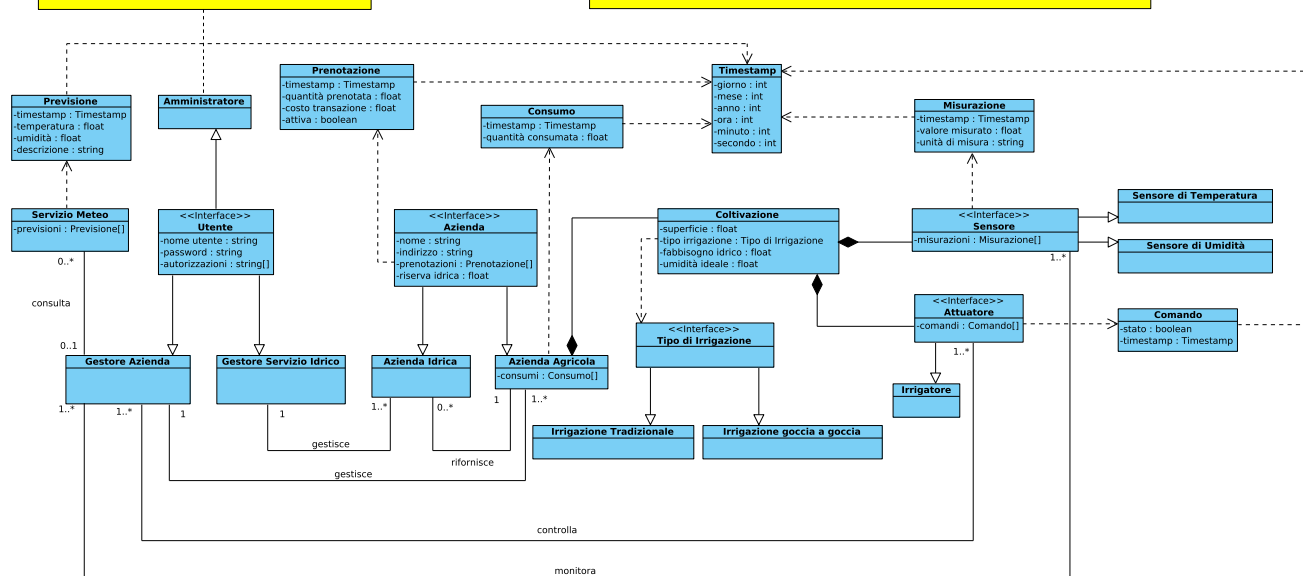 Prenotazione
-timestamp : Timestamp
-quantità prenotata : float
-costo transazione : float
-attiva : boolean
Timestamp
-giorno : int
-mese : int
-anno : int
-ora : int
-minuto : int
-secondo : int
Previsione
-timestamp : Timestamp
-temperatura : float
-umidità : float
-descrizione : string
Amministratore
Consumo
-timestamp : Timestamp
-quantità consumata : float
Misurazione
-timestamp : Timestamp
-valore misurato : float
-unità di misura : string
Servizio Meteo
-previsioni : Previsione[]
<<Interface>>
Utente
-nome utente : string
-password : string
-autorizzazioni : string[]
<<Interface>>
Azienda
-nome : string
-indirizzo : string
-prenotazioni : Prenotazione[]
-riserva idrica : float
Coltivazione
-superficie : float
-tipo irrigazione : Tipo di Irrigazione
-fabbisogno idrico : float
-umidità ideale : float
<<Interface>>
Sensore
-misurazioni : Misurazione[]
Sensore di Temperatura
Sensore di Umidità
0..*
1..*
consulta
0..1
<<Interface>>
Tipo di Irrigazione
<<Interface>>
Attuatore
-comandi : Comando[]
Comando
-stato : boolean
-timestamp : Timestamp
1..*
Gestore Azienda
Gestore Servizio Idrico
Azienda Idrica
Azienda Agricola
-consumi : Consumo[]
Irrigatore
1..*
1..*
1
1
1..*
0..*
1
1..*
Irrigazione Tradizionale
Irrigazione goccia a goccia
gestisce
rifornisce
gestisce
controlla
monitora